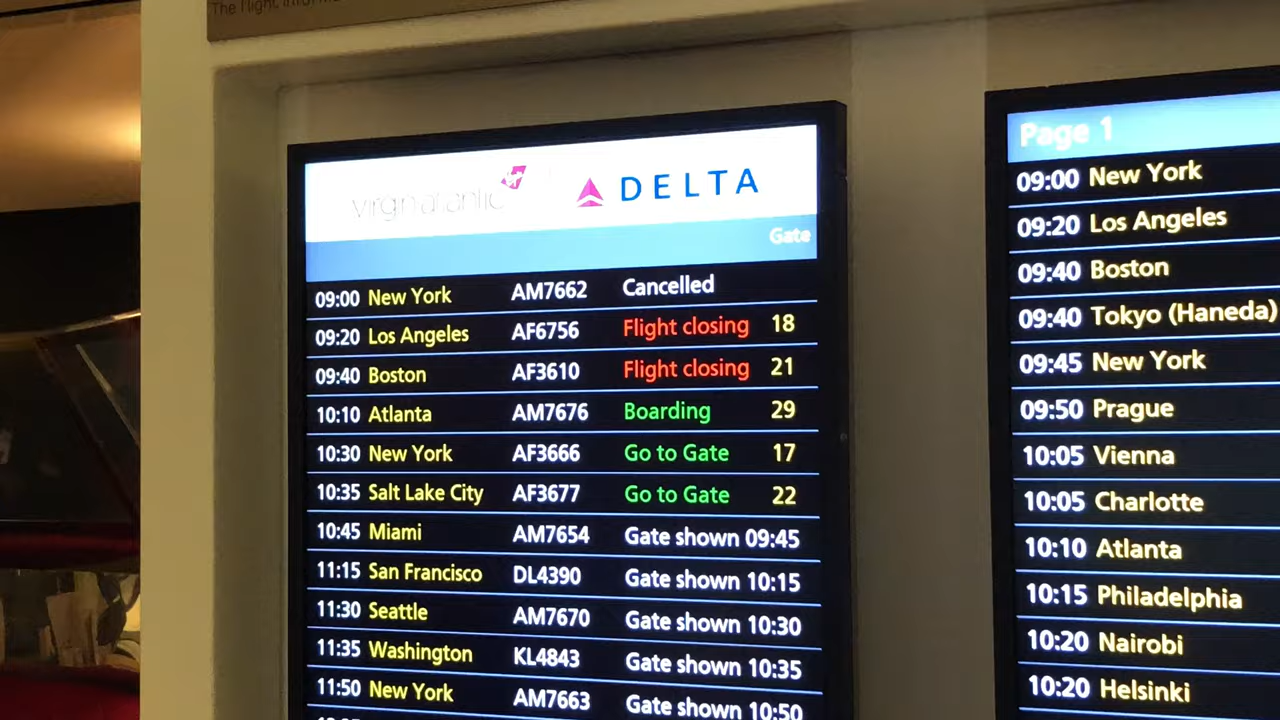 The Flight
virgin atlantic
Virgin
DELTA
Gate
09:00 New York AM7662 Cancelled
09:20 Los Angeles AF6756 Flight closing 18
09:40 Boston AF3610 Flight closing 21
10:10 Atlanta AM7676 Boarding 29
10:30 New York AF3666 Go to Gate 17
10:35 Salt Lake City AF3677 Go to Gate 22
10:45 Miami AM7654 Gate shown 09:45
11:15 San Francisco DL4390 Gate shown 10:15
11:30 Seattle AM7670 Gate shown 10:30
11:35 Washington KL4843 Gate shown 10:35
11:50 New York AM7663 Gate shown 10:50
Page 1
09:00 New York
09:20 Los Angeles
09:40 Boston
09:40 Tokyo (Haneda)
09:45 New York
09:50 Prague
10:05 Vienna
10:05 Charlotte
10:10 Atlanta
10:15 Philadelphia
10:20 Nairobi
10:20 Helsinki